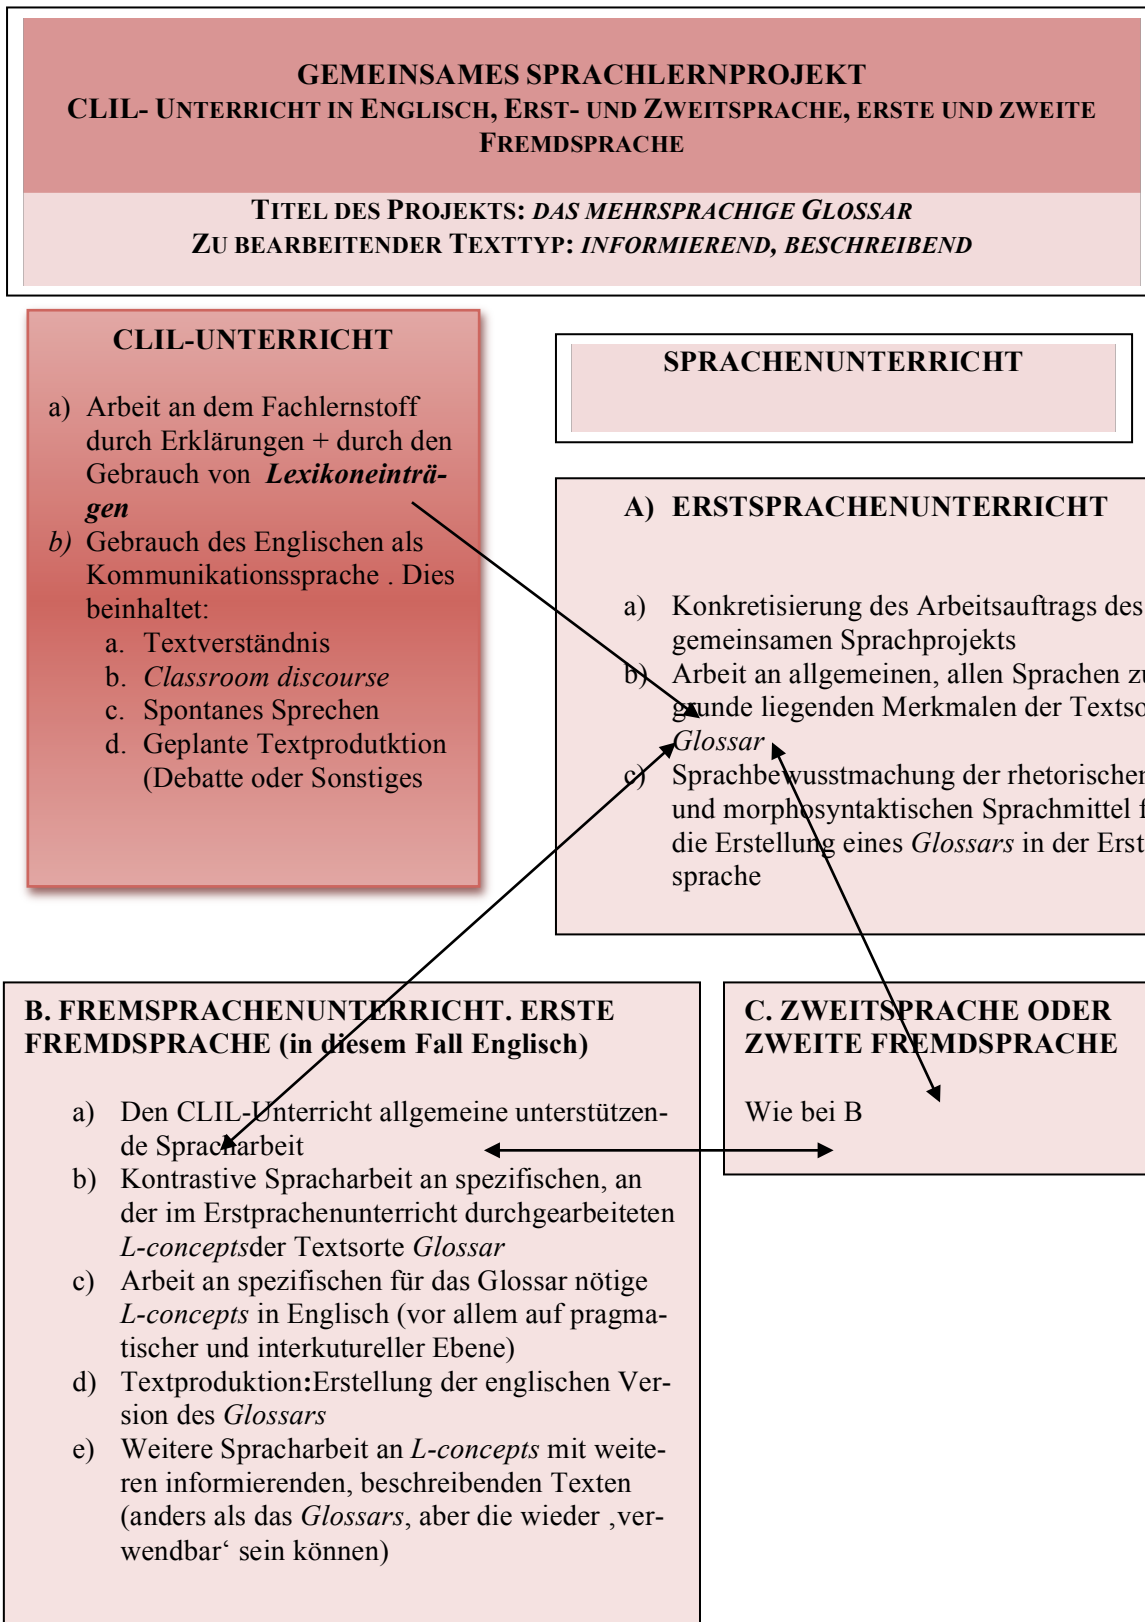 GEMEINSAMES SPRACHLERNPROJEKT
CLIL- UNTERRICHT IN ENGLISCH, ERST- UND ZWEITSPRACHE, ERSTE UND ZWEITE
FREMDSPRACHE
TITEL DES PROJEKTS: DAS MEHRSPRACHIGE GLOSSAR
ZU BEARBEITENDER TEXTTYP: INFORMIEREND, BESCHREIBEND
CLIL-UNTERRICHT
a) Arbeit an dem Fachlernstoff
durch Erklärungen + durch den
Gebrauch von Lexikoneinträ-
gen
b) Gebrauch des Englischen als
Kommunikationssprache . Dies
beinhaltet:
a. Textverständnis
b. Classroom discourse
c. Spontanes Sprechen
d. Geplante Textprodutktion
(Debatte oder Sonstiges
SPRACHENUNTERRICHT
A) ERSTSPRACHENUNTERRICHT
a) Konkretisierung des Arbeitsauftrags des
gemeinsamen Sprachprojekts
b) Arbeit an allgemeinen, allen Sprachen zu
grunde liegenden Merkmalen der Textso
Glossar
c) Sprachbewusstmachung der rhetorischen
und morphosyntaktischen Sprachmittel f
die Erstellung eines Glossars in der Erst
sprache
B. FREMSPRACHENUNTERRICHT. ERSTE
FREMDSPRACHE (in diesem Fall Englisch)
a) Den CLIL-Unterricht allgemeine unterstützen-
de Spracharbeit
b) Kontrastive Spracharbeit an spezifischen, an
der im Erstprachenunterricht durchgearbeiteten
L-conceptsder Textsorte Glossar
c) Arbeit an spezifischen für das Glossar nötige
L-concepts in Englisch (vor allem auf pragma-
tischer und interkutureller Ebene)
d) Textproduktion:Erstellung der englischen Ver-
sion des Glossars
e) Weitere Spracharbeit an L-concepts mit weite-
ren informierenden, beschreibenden Texten
(anders als das Glossars, aber die wieder ‚ver-
wendbar‘ sein können)
C. ZWEITSPRACHE ODER
ZWEITE FREMDSPRACHE
Wie bei B